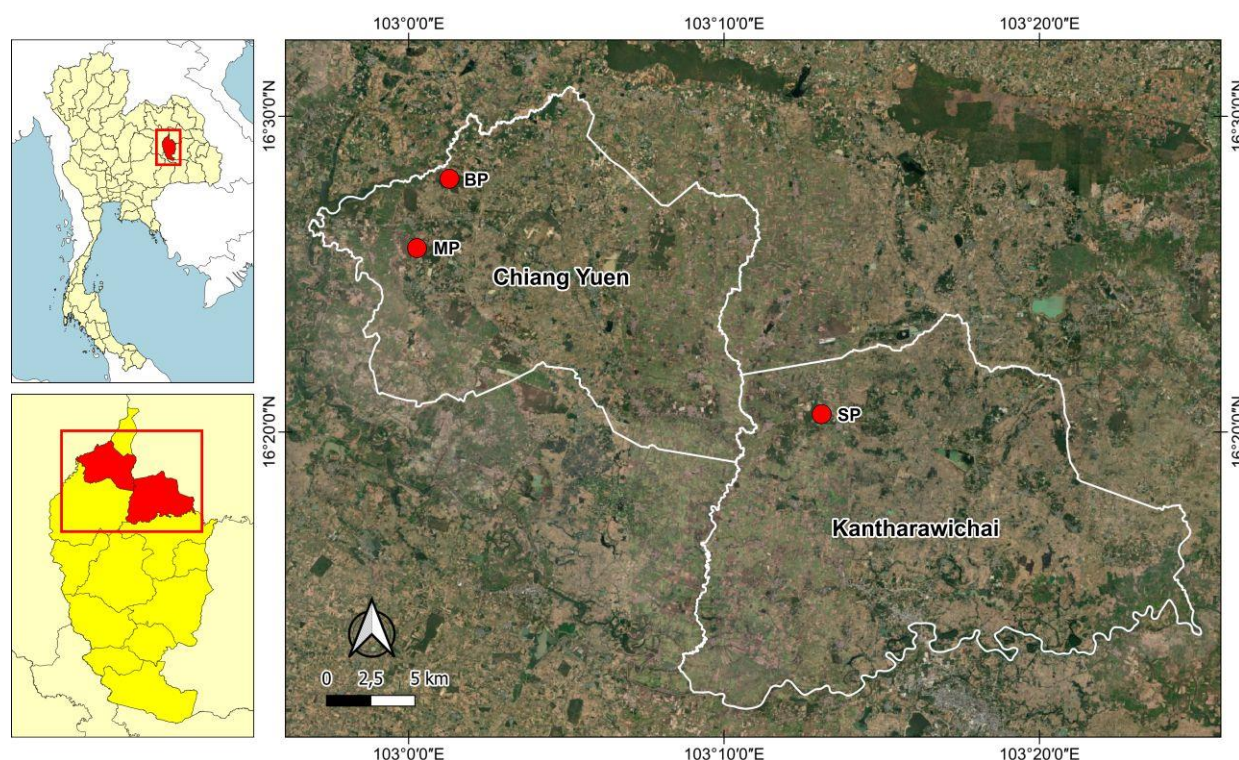 103°0′0″E 103°10′0″E 103°20′0″E
16°30′0″N 16°30′0″N
BP
MP
Chiang Yuen
SP
16°20′0″N 16°20′0″N
Kantharawichai
0 2,5 5 km
103°0′0″E 103°10′0″E 103°20′0″E